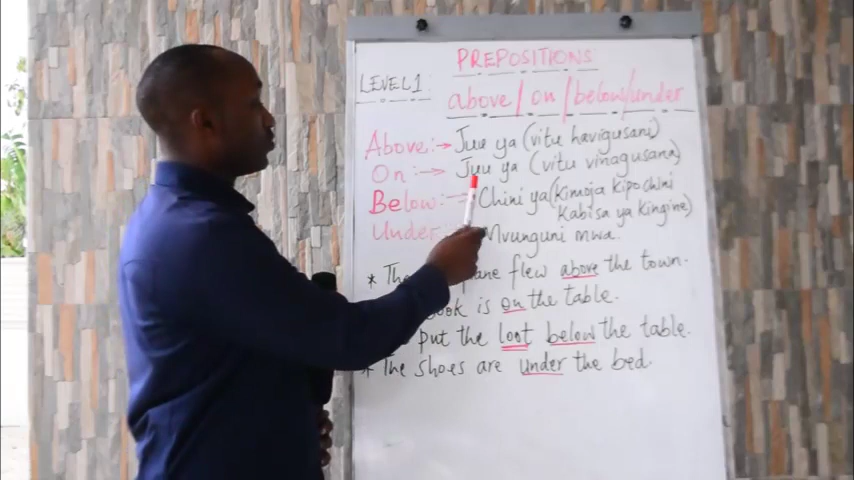 PREPOSITIONS
LEVEL 1:
above/on/below/under
Above:→ Juu ya (vitu havigusani)
On:→ Juu ya (vitu vinagusana)
Below: Chini ya (Kimoja kipo chini
Kabisa ya kingine)
Under: Mvunguni mwa.
* The flew above the town.
is on the table.
put the loot below the table.
* The shoes are under the bed.